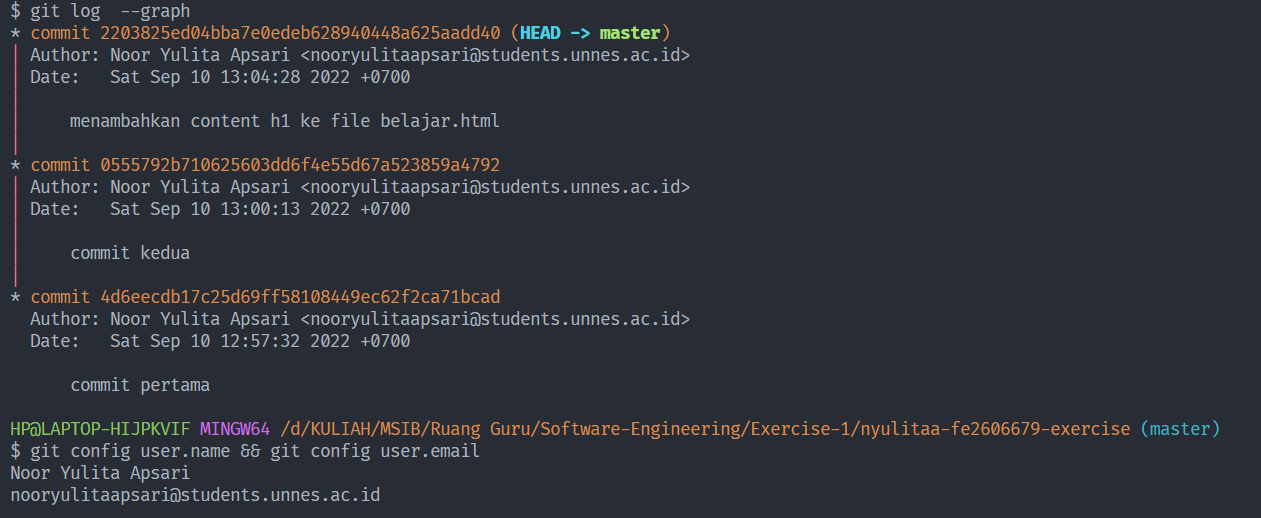 $ git log  --graph
* commit 2203825ed04bba7e0edeb628940448a625aadd40 (HEAD -> master)
| Author: Noor Yulita Apsari <nooryulitaapsari@students.unnes.ac.id>
| Date:   Sat Sep 10 13:04:28 2022 +0700
|
|     menambahkan content h1 ke file belajar.html
|
* commit 0555792b710625603dd6f4e55d67a523859a4792
| Author: Noor Yulita Apsari <nooryulitaapsari@students.unnes.ac.id>
| Date:   Sat Sep 10 13:00:13 2022 +0700
|
|     commit kedua
|
* commit 4d6eecdb17c25d69ff58108449ec62f2ca71bcad
  Author: Noor Yulita Apsari <nooryulitaapsari@students.unnes.ac.id>
  Date:   Sat Sep 10 12:57:32 2022 +0700
      commit pertama
HP@LAPTOP-HIJPKVIF MINGW64 /d/KULIAH/MSIB/Ruang Guru/Software-Engineering/Exercise-1/nyulitaa-fe2606679-exercise (master)
$ git config user.name && git config user.email
Noor Yulita Apsari
nooryulitaapsari@students.unnes.ac.id